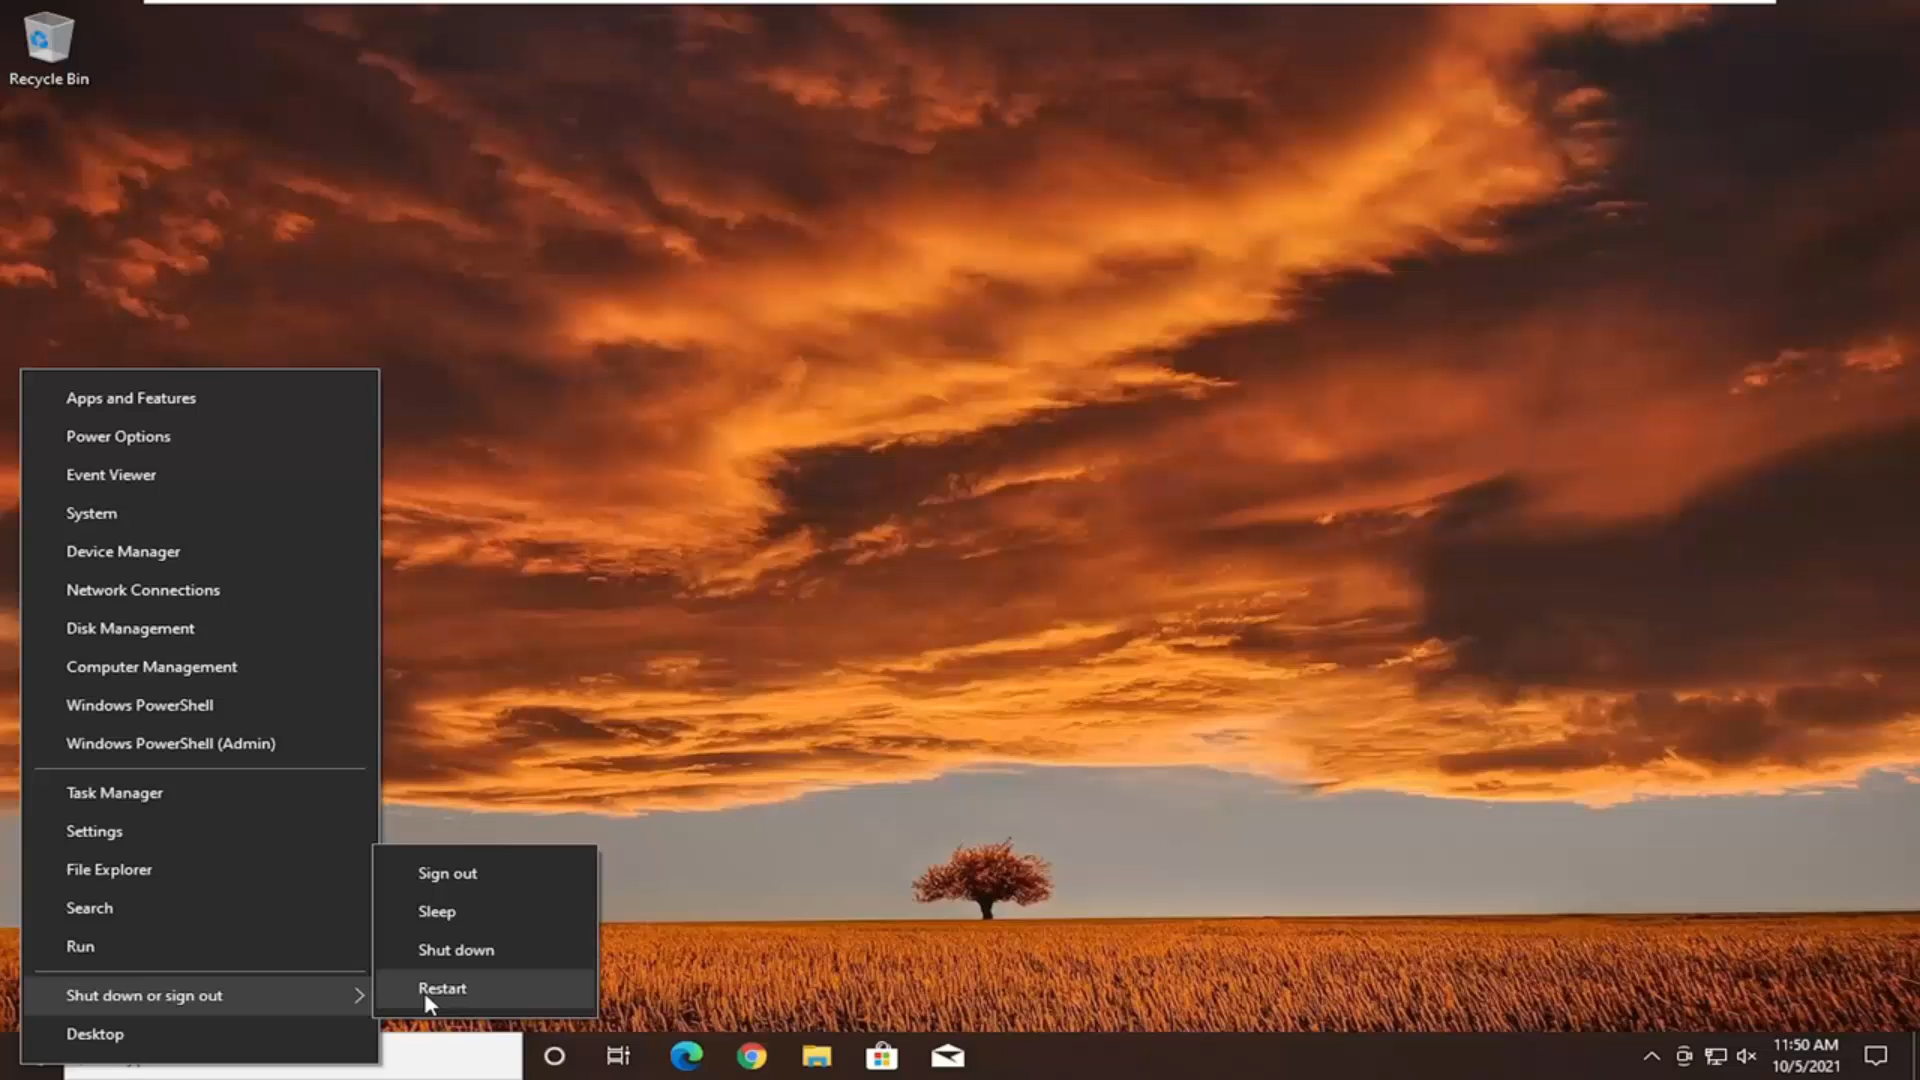 Recycle Bin
Apps and Features
Power Options
Event Viewer
System
Device Manager
Network Connections
Disk Management
Computer Management
Windows PowerShell
Windows PowerShell (Admin)
Task Manager
Settings
File Explorer
Search
Run
Shut down or sign out
Desktop
Sign out
Sleep
Shut down
Restart
11:50 AM
10/5/2021